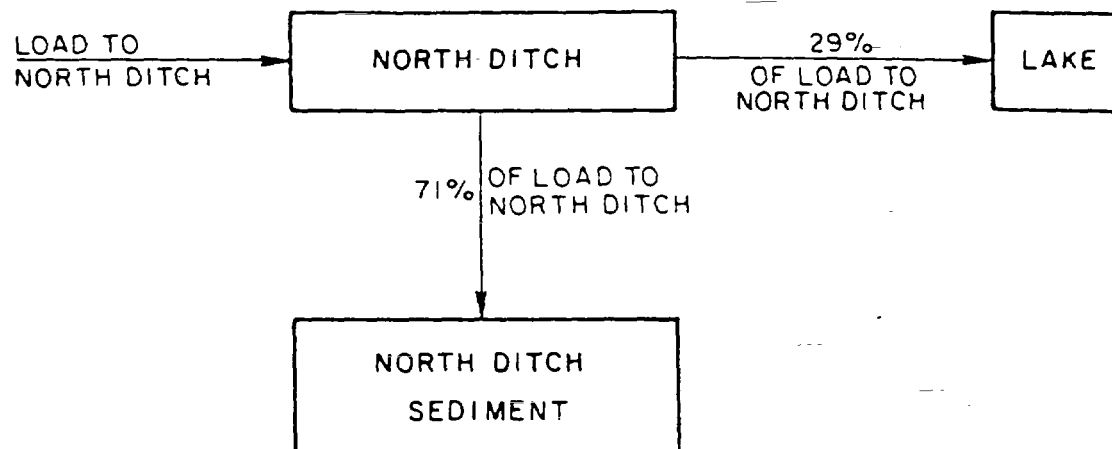 LOAD TO
NORTH DITCH
NORTH DITCH
29%
OF LOAD TO
NORTH DITCH
LAKE
71%
OF LOAD TO
NORTH DITCH
NORTH DITCH
SEDIMENT